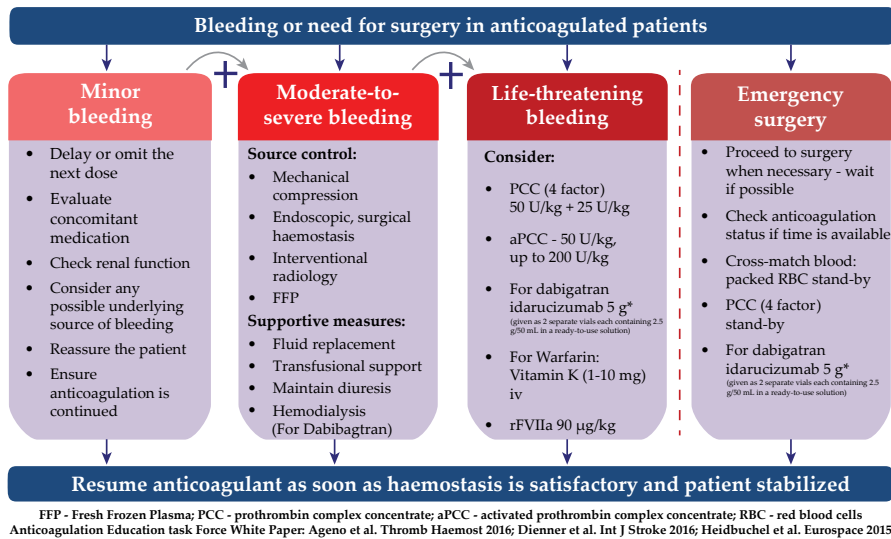 Bleeding or need for surgery in anticoagulated patients
Minor
bleeding
• Delay or omit the
next dose
• Evaluate
concomitant
medication
• Check renal function
• Consider any
possible underlying
source of bleeding
• Reassure the patient
• Ensure
anticoagulation is
continued
+
Moderate-to-
severe bleeding
Source control:
• Mechanical
compression
• Endoscopic, surgical
haemostasis
• Interventional
radiology
• FFP
Supportive measures:
• Fluid replacement
• Transfusional support
• Maintain diuresis
• Hemodialysis
(For Dabibagtran)
+
Life-threatening
bleeding
Consider:
• PCC (4 factor)
50 U/kg + 25 U/kg
• aPCC - 50 U/kg,
up to 200 U/kg
• For dabigatran
idarucizumab 5 g*
(given as 2 separate vials each containing 2.5
g/50 mL in a ready-to-use solution)
• For Warfarin:
Vitamin K (1-10 mg)
iv
• rFVIIa 90 µg/kg
Emergency
surgery
• Proceed to surgery
when necessary - wait
if possible
• Check anticoagulation
status if time is available
• Cross-match blood:
packed RBC stand-by
• PCC (4 factor)
stand-by
• For dabigatran
idarucizumab 5 g*
(given as 2 separate vials each containing 2.5
g/50 mL in a ready-to-use solution)
Resume anticoagulant as soon as haemostasis is satisfactory and patient stabilized
FFP - Fresh Frozen Plasma; PCC - prothrombin complex concentrate; aPCC - activated prothrombin complex concentrate; RBC - red blood cells
Anticoagulation Education task Force White Paper: Ageno et al. Thromb Haemost 2016; Dienner et al. Int J Stroke 2016; Heidbuchel et al. Eurospace 2015